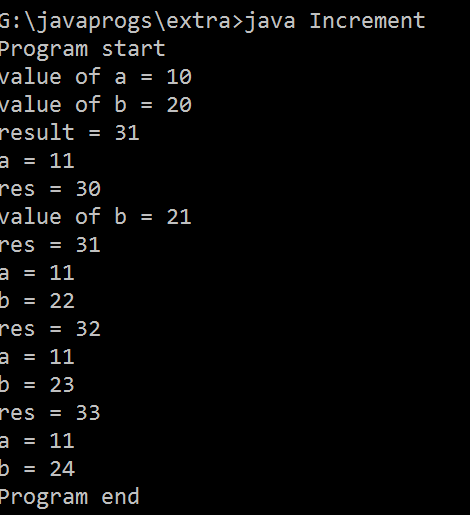 G:\javaprogs\extra>java Increment
Program start
value of a = 10
value of b = 20
result = 31
a = 11
res = 30
value of b = 21
res = 31
a = 11
b = 22
res = 32
a = 11
b = 23
res = 33
a = 11
b = 24
Program end